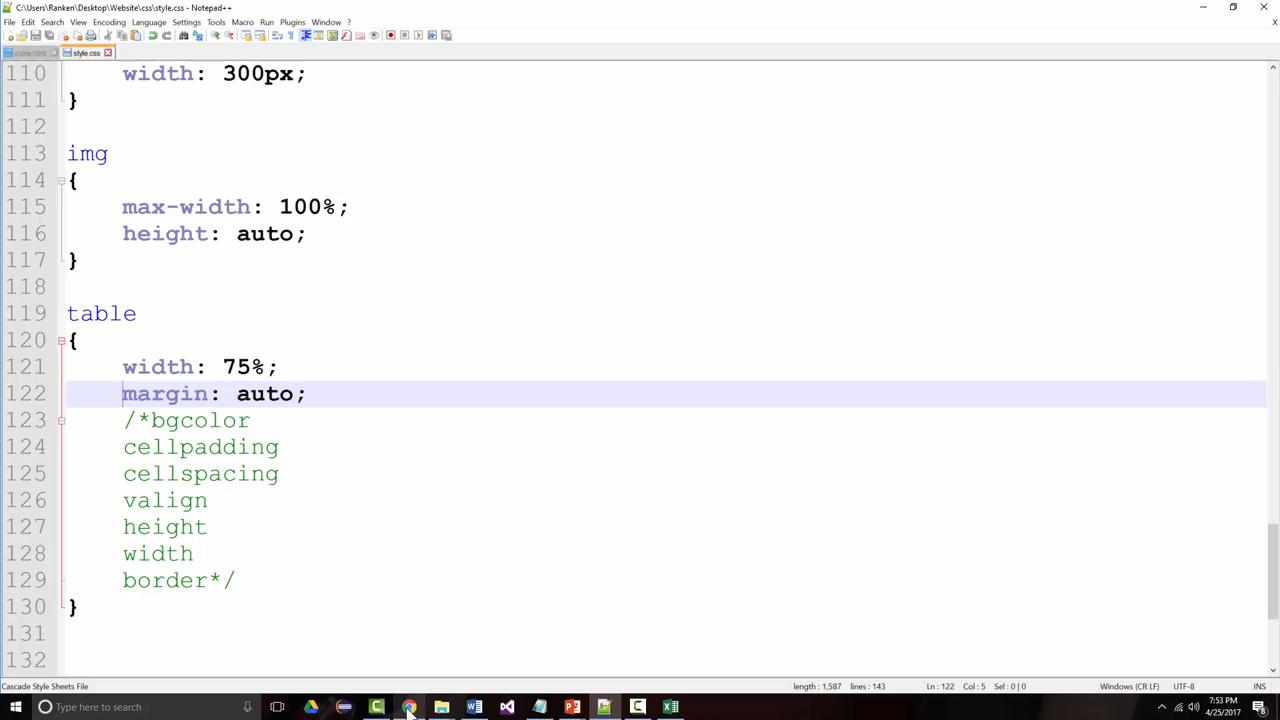 C:\Users\Ranken\Desktop\Website\css\style.css - Notepad++
File Edit Search View Encoding Language Settings Tools Macro Run Plugins Window ?
index.html style.css
110 width: 300px;
111 }
112
113 img
114 {
115 max-width: 100%;
116 height: auto;
117 }
118
119 table
120 {
121 width: 75%;
122 margin: auto;
123 /*bgcolor
124 cellpadding
125 cellspacing
126 valign
127 height
128 width
129 border*/
130 }
131
132
Cascade Style Sheets File length : 1,587 lines : 143 Ln : 122 Col : 5 Sel : 0 | 0 Windows (CR LF) UTF-8 INS
Type here to search
7:53 PM
4/25/2017